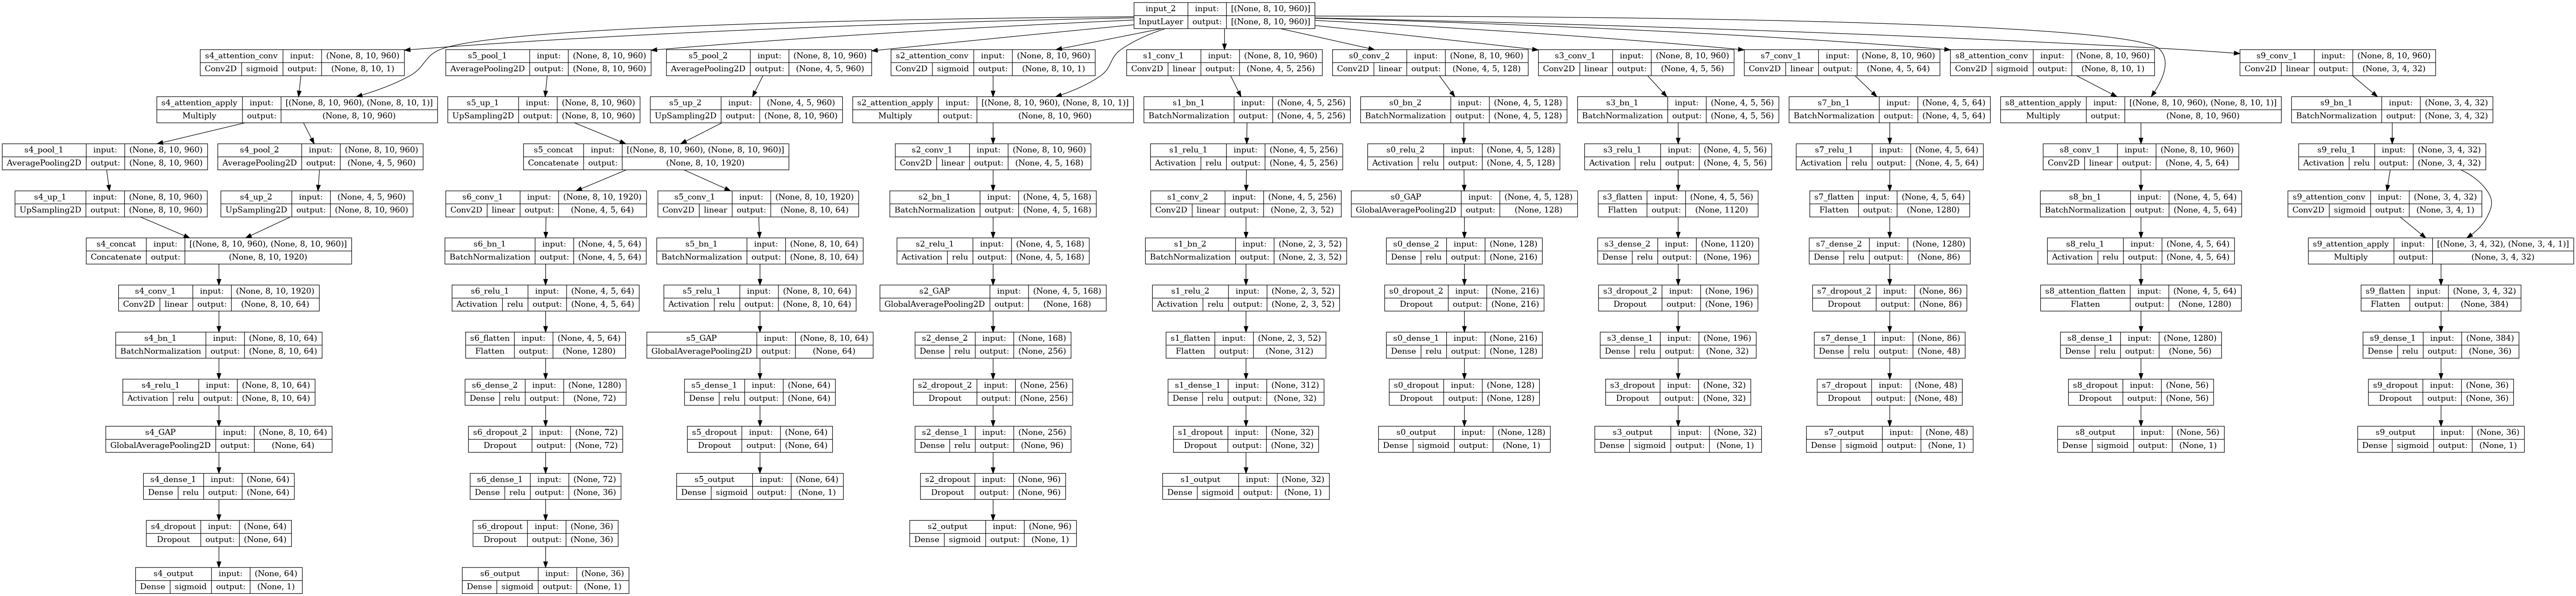 input_2 input: [(None, 8, 10, 960)]
InputLayer output: [(None, 8, 10, 960)]
s4_attention_conv input: (None, 8, 10, 960)
Conv2D sigmoid output: (None, 8, 10, 1)
s5_pool_1 input: (None, 8, 10, 960)
AveragePooling2D output: (None, 8, 10, 960)
s5_pool_2 input: (None, 8, 10, 960)
AveragePooling2D output: (None, 4, 5, 960)
s2_attention_conv input: (None, 8, 10, 960)
Conv2D sigmoid output: (None, 8, 10, 1)
s1_conv_1 input: (None, 8, 10, 960)
Conv2D linear output: (None, 4, 5, 256)
s0_conv_2 input: (None, 8, 10, 960)
Conv2D linear output: (None, 4, 5, 128)
s3_conv_1 input: (None, 8, 10, 960)
Conv2D linear output: (None, 4, 5, 56)
s7_conv_1 input: (None, 8, 10, 960)
Conv2D linear output: (None, 4, 5, 64)
s8_attention_conv input: (None, 8, 10, 960)
Conv2D sigmoid output: (None, 8, 10, 1)
s9_conv_1 input: (None, 8, 10, 960)
Conv2D linear output: (None, 3, 4, 32)
s4_attention_apply input: [(None, 8, 10, 960), (None, 8, 10, 1)]
Multiply output: (None, 8, 10, 960)
s5_up_1 input: (None, 8, 10, 960)
UpSampling2D output: (None, 8, 10, 960)
s5_up_2 input: (None, 4, 5, 960)
UpSampling2D output: (None, 8, 10, 960)
s2_attention_apply input: [(None, 8, 10, 960), (None, 8, 10, 1)]
Multiply output: (None, 8, 10, 960)
s1_bn_1 input: (None, 4, 5, 256)
BatchNormalization output: (None, 4, 5, 256)
s0_bn_2 input: (None, 4, 5, 128)
BatchNormalization output: (None, 4, 5, 128)
s3_bn_1 input: (None, 4, 5, 56)
BatchNormalization output: (None, 4, 5, 56)
s7_bn_1 input: (None, 4, 5, 64)
BatchNormalization output: (None, 4, 5, 64)
s8_attention_apply input: [(None, 8, 10, 960), (None, 8, 10, 1)]
Multiply output: (None, 8, 10, 960)
s9_bn_1 input: (None, 3, 4, 32)
BatchNormalization output: (None, 3, 4, 32)
s4_pool_1 input: (None, 8, 10, 960)
AveragePooling2D output: (None, 8, 10, 960)
s4_pool_2 input: (None, 8, 10, 960)
AveragePooling2D output: (None, 4, 5, 960)
s5_concat input: [(None, 8, 10, 960), (None, 8, 10, 960)]
Concatenate output: (None, 8, 10, 1920)
s2_conv_1 input: (None, 8, 10, 960)
Conv2D linear output: (None, 4, 5, 168)
s1_relu_1 input: (None, 4, 5, 256)
Activation relu output: (None, 4, 5, 256)
s0_relu_2 input: (None, 4, 5, 128)
Activation relu output: (None, 4, 5, 128)
s3_relu_1 input: (None, 4, 5, 56)
Activation relu output: (None, 4, 5, 56)
s7_relu_1 input: (None, 4, 5, 64)
Activation relu output: (None, 4, 5, 64)
s8_conv_1 input: (None, 8, 10, 960)
Conv2D linear output: (None, 4, 5, 64)
s9_relu_1 input: (None, 3, 4, 32)
Activation relu output: (None, 3, 4, 32)
s4_up_1 input: (None, 8, 10, 960)
UpSampling2D output: (None, 8, 10, 960)
s4_up_2 input: (None, 4, 5, 960)
UpSampling2D output: (None, 8, 10, 960)
s6_conv_1 input: (None, 8, 10, 1920)
Conv2D linear output: (None, 4, 5, 64)
s5_conv_1 input: (None, 8, 10, 1920)
Conv2D linear output: (None, 8, 10, 64)
s2_bn_1 input: (None, 4, 5, 168)
BatchNormalization output: (None, 4, 5, 168)
s1_conv_2 input: (None, 4, 5, 256)
Conv2D linear output: (None, 2, 3, 52)
s0_GAP input: (None, 4, 5, 128)
GlobalAveragePooling2D output: (None, 128)
s3_flatten input: (None, 4, 5, 56)
Flatten output: (None, 1120)
s7_flatten input: (None, 4, 5, 64)
Flatten output: (None, 1280)
s8_bn_1 input: (None, 4, 5, 64)
BatchNormalization output: (None, 4, 5, 64)
s9_attention_conv input: (None, 3, 4, 32)
Conv2D sigmoid output: (None, 3, 4, 1)
s4_concat input: [(None, 8, 10, 960), (None, 8, 10, 960)]
Concatenate output: (None, 8, 10, 1920)
s6_bn_1 input: (None, 4, 5, 64)
BatchNormalization output: (None, 4, 5, 64)
s5_bn_1 input: (None, 8, 10, 64)
BatchNormalization output: (None, 8, 10, 64)
s2_relu_1 input: (None, 4, 5, 168)
Activation relu output: (None, 4, 5, 168)
s1_bn_2 input: (None, 2, 3, 52)
BatchNormalization output: (None, 2, 3, 52)
s0_dense_2 input: (None, 128)
Dense relu output: (None, 216)
s3_dense_2 input: (None, 1120)
Dense relu output: (None, 196)
s7_dense_2 input: (None, 1280)
Dense relu output: (None, 86)
s8_relu_1 input: (None, 4, 5, 64)
Activation relu output: (None, 4, 5, 64)
s9_attention_apply input: [(None, 3, 4, 32), (None, 3, 4, 1)]
Multiply output: (None, 3, 4, 32)
s4_conv_1 input: (None, 8, 10, 1920)
Conv2D linear output: (None, 8, 10, 64)
s6_relu_1 input: (None, 4, 5, 64)
Activation relu output: (None, 4, 5, 64)
s5_relu_1 input: (None, 8, 10, 64)
Activation relu output: (None, 8, 10, 64)
s2_GAP input: (None, 4, 5, 168)
GlobalAveragePooling2D output: (None, 168)
s1_relu_2 input: (None, 2, 3, 52)
Activation relu output: (None, 2, 3, 52)
s0_dropout_2 input: (None, 216)
Dropout output: (None, 216)
s3_dropout_2 input: (None, 196)
Dropout output: (None, 196)
s7_dropout_2 input: (None, 86)
Dropout output: (None, 86)
s8_attention_flatten input: (None, 4, 5, 64)
Flatten output: (None, 1280)
s9_flatten input: (None, 3, 4, 32)
Flatten output: (None, 384)
s4_bn_1 input: (None, 8, 10, 64)
BatchNormalization output: (None, 8, 10, 64)
s6_flatten input: (None, 4, 5, 64)
Flatten output: (None, 1280)
s5_GAP input: (None, 8, 10, 64)
GlobalAveragePooling2D output: (None, 64)
s2_dense_2 input: (None, 168)
Dense relu output: (None, 256)
s1_flatten input: (None, 2, 3, 52)
Flatten output: (None, 312)
s0_dense_1 input: (None, 216)
Dense relu output: (None, 128)
s3_dense_1 input: (None, 196)
Dense relu output: (None, 32)
s7_dense_1 input: (None, 86)
Dense relu output: (None, 48)
s8_dense_1 input: (None, 1280)
Dense relu output: (None, 56)
s9_dense_1 input: (None, 384)
Dense relu output: (None, 36)
s4_relu_1 input: (None, 8, 10, 64)
Activation relu output: (None, 8, 10, 64)
s6_dense_2 input: (None, 1280)
Dense relu output: (None, 72)
s5_dense_1 input: (None, 64)
Dense relu output: (None, 64)
s2_dropout_2 input: (None, 256)
Dropout output: (None, 256)
s1_dense_1 input: (None, 312)
Dense relu output: (None, 32)
s0_dropout input: (None, 128)
Dropout output: (None, 128)
s3_dropout input: (None, 32)
Dropout output: (None, 32)
s7_dropout input: (None, 48)
Dropout output: (None, 48)
s8_dropout input: (None, 56)
Dropout output: (None, 56)
s9_dropout input: (None, 36)
Dropout output: (None, 36)
s4_GAP input: (None, 8, 10, 64)
GlobalAveragePooling2D output: (None, 64)
s6_dropout_2 input: (None, 72)
Dropout output: (None, 72)
s5_dropout input: (None, 64)
Dropout output: (None, 64)
s2_dense_1 input: (None, 256)
Dense relu output: (None, 96)
s1_dropout input: (None, 32)
Dropout output: (None, 32)
s0_output input: (None, 128)
Dense sigmoid output: (None, 1)
s3_output input: (None, 32)
Dense sigmoid output: (None, 1)
s7_output input: (None, 48)
Dense sigmoid output: (None, 1)
s8_output input: (None, 56)
Dense sigmoid output: (None, 1)
s9_output input: (None, 36)
Dense sigmoid output: (None, 1)
s4_dense_1 input: (None, 64)
Dense relu output: (None, 64)
s6_dense_1 input: (None, 72)
Dense relu output: (None, 36)
s5_output input: (None, 64)
Dense sigmoid output: (None, 1)
s2_dropout input: (None, 96)
Dropout output: (None, 96)
s1_output input: (None, 32)
Dense sigmoid output: (None, 1)
s4_dropout input: (None, 64)
Dropout output: (None, 64)
s6_dropout input: (None, 36)
Dropout output: (None, 36)
s2_output input: (None, 96)
Dense sigmoid output: (None, 1)
s4_output input: (None, 64)
Dense sigmoid output: (None, 1)
s6_output input: (None, 36)
Dense sigmoid output: (None, 1)